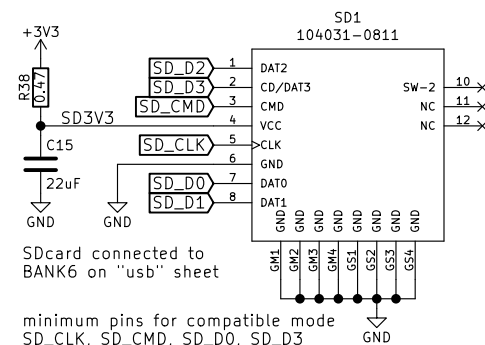 SD1
104031-0811
+3V3
R38
0.47
SD3V3
C15
22uF
GND
GND
SD_D2
SD_D3
SD_CMD
SD_CLK
SD_D0
SD_D1
1 DAT2
2 CD/DAT3
3 CMD
4 VCC
5 CLK
6 GND
7 DAT0
8 DAT1
SW-2 10
NC 11
NC 12
GND GND GND GND GND GND GND GND
GM1 GM2 GM3 GM4 GS1 GS2 GS3 GS4
GND
SDcard connected to
BANK6 on "usb" sheet
minimum pins for compatible mode
SD_CLK, SD_CMD, SD_D0, SD_D3